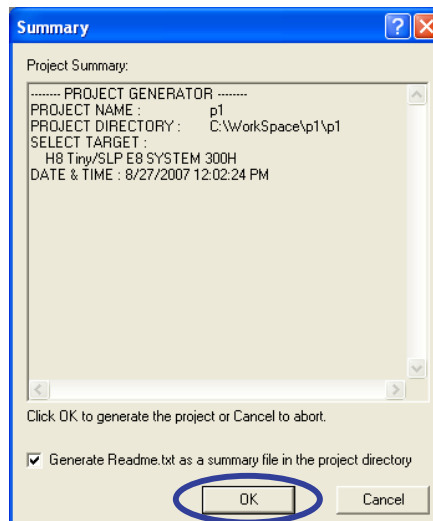 Summary
Project Summary:
-------- PROJECT GENERATOR --------
PROJECT NAME : p1
PROJECT DIRECTORY : C:\WorkSpace\p1\p1
SELECT TARGET :
H8 Tiny/SLP E8 SYSTEM 300H
DATE & TIME : 8/27/2007 12:02:24 PM
Click OK to generate the project or Cancel to abort.
Generate Readme.txt as a summary file in the project directory
OK Cancel